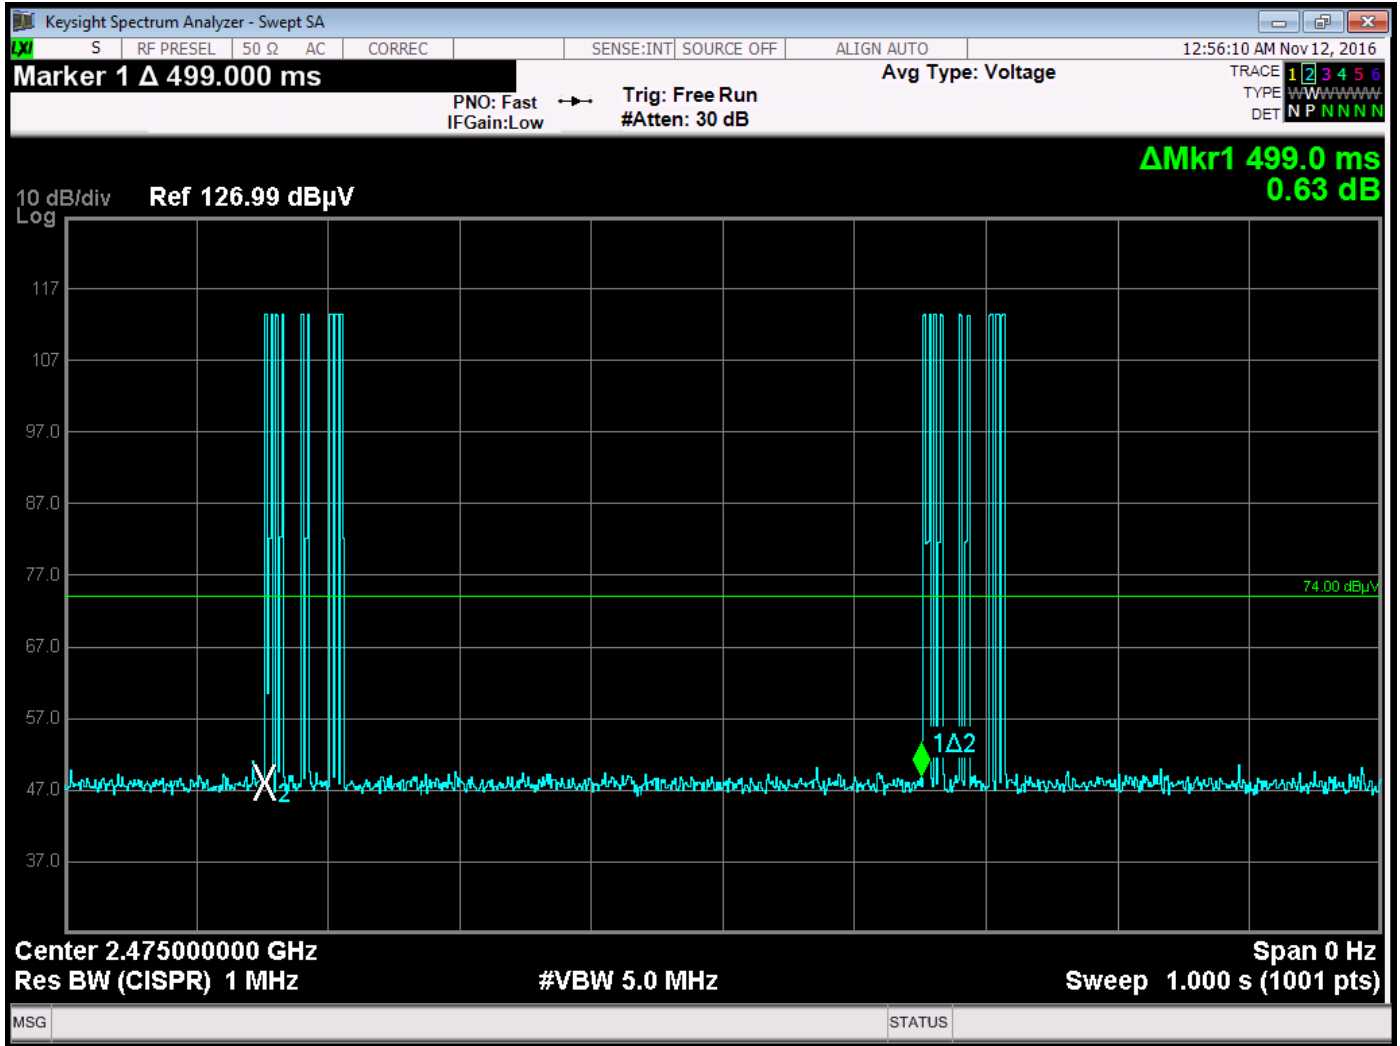 Keysight Spectrum Analyzer - Swept SA
LXI S RF PRESEL 50 Ω AC CORREC SENSE:INT SOURCE OFF ALIGN AUTO 12:56:10 AM Nov 12, 2016
Marker 1 Δ 499.000 ms
Avg Type: Voltage
TRACE 1 2 3 4 5 6
PNO: Fast
Trig: Free Run
TYPE WWWWWW
IFGain:Low
#Atten: 30 dB
DET N P N N N N
ΔMkr1 499.0 ms
0.63 dB
10 dB/div Ref 126.99 dBµV
Log
117
107
97.0
87.0
77.0
74.00 dBµV
67.0
57.0
1Δ2
47.0
2
37.0
Center 2.475000000 GHz
Span 0 Hz
Res BW (CISPR) 1 MHz
#VBW 5.0 MHz
Sweep 1.000 s (1001 pts)
MSG
STATUS